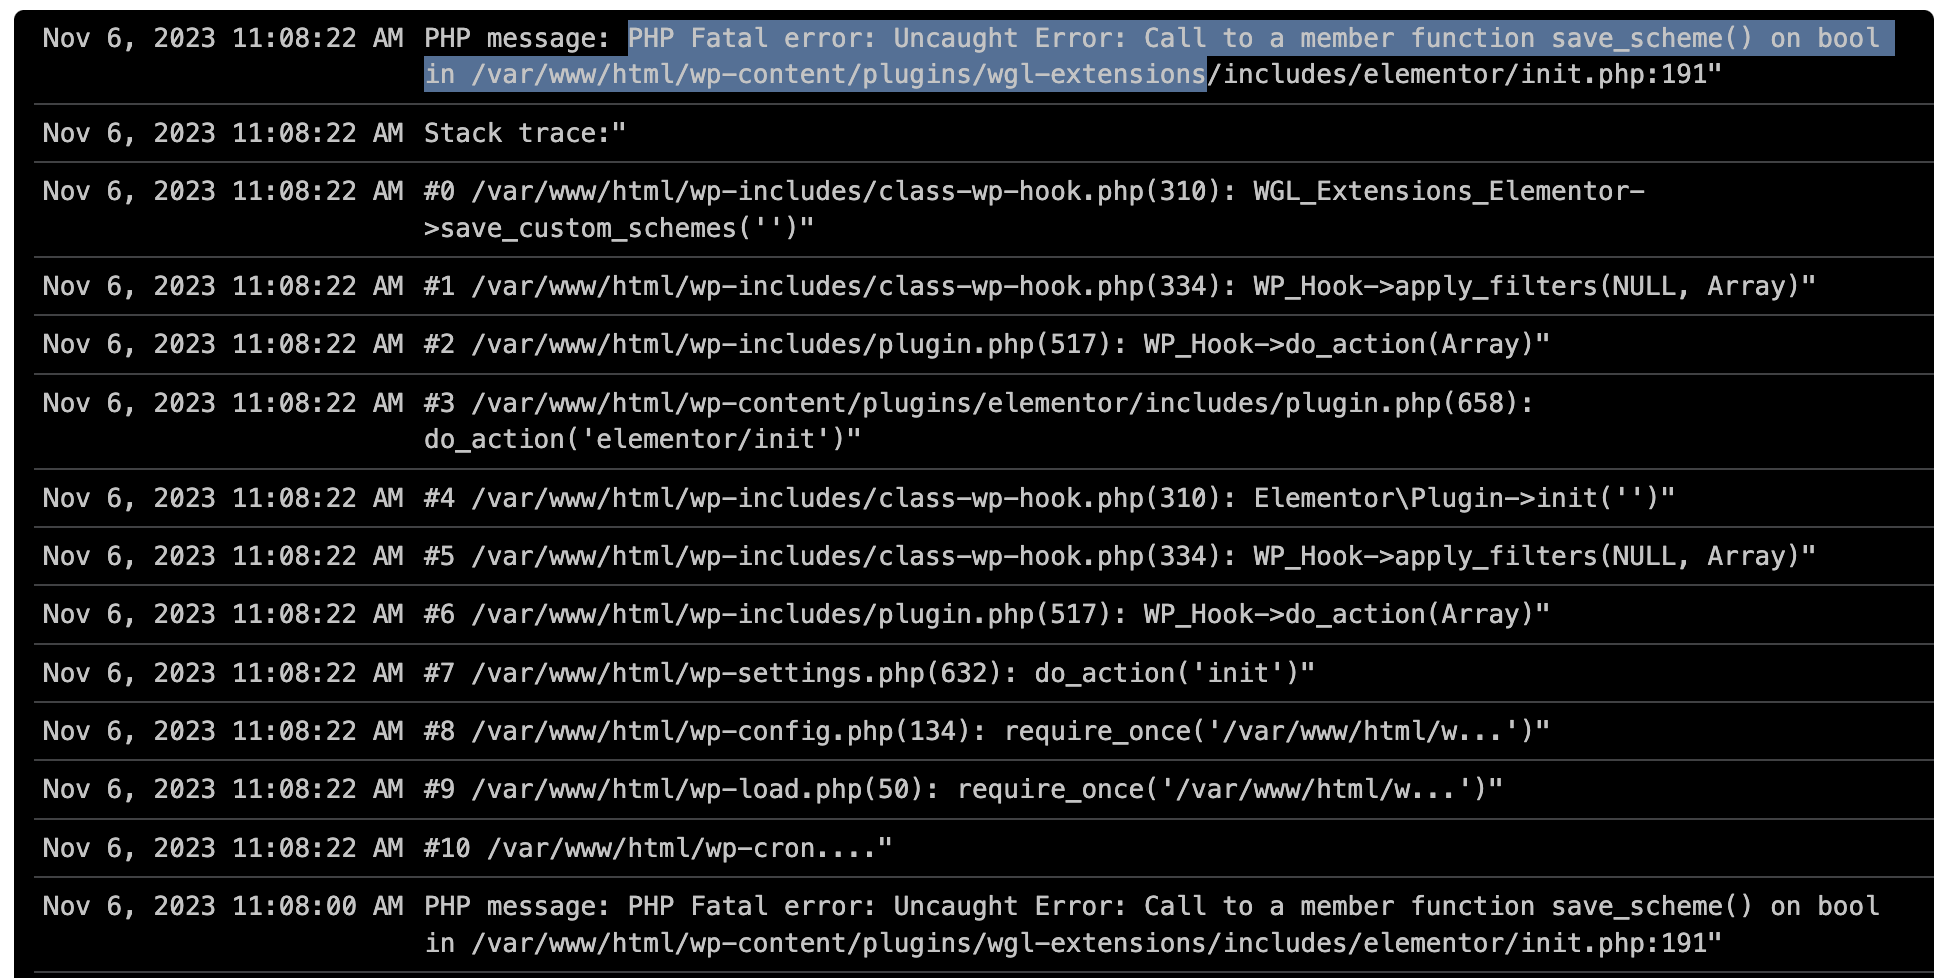 Nov 6, 2023 11:08:22 AM PHP message: PHP Fatal error: Uncaught Error: Call to a member function save_scheme() on bool
in /var/www/html/wp-content/plugins/wgl-extensions/includes/elementor/init.php:191"
Nov 6, 2023 11:08:22 AM Stack trace:"
Nov 6, 2023 11:08:22 AM #0 /var/www/html/wp-includes/class-wp-hook.php(310): WGL_Extensions_Elementor-
>save_custom_schemes('')"
Nov 6, 2023 11:08:22 AM #1 /var/www/html/wp-includes/class-wp-hook.php(334): WP_Hook->apply_filters(NULL, Array)"
Nov 6, 2023 11:08:22 AM #2 /var/www/html/wp-includes/plugin.php(517): WP_Hook->do_action(Array)"
Nov 6, 2023 11:08:22 AM #3 /var/www/html/wp-content/plugins/elementor/includes/plugin.php(658):
do_action('elementor/init')"
Nov 6, 2023 11:08:22 AM #4 /var/www/html/wp-includes/class-wp-hook.php(310): Elementor\Plugin->init('')"
Nov 6, 2023 11:08:22 AM #5 /var/www/html/wp-includes/class-wp-hook.php(334): WP_Hook->apply_filters(NULL, Array)"
Nov 6, 2023 11:08:22 AM #6 /var/www/html/wp-includes/plugin.php(517): WP_Hook->do_action(Array)"
Nov 6, 2023 11:08:22 AM #7 /var/www/html/wp-settings.php(632): do_action('init')"
Nov 6, 2023 11:08:22 AM #8 /var/www/html/wp-config.php(134): require_once('/var/www/html/w...')"
Nov 6, 2023 11:08:22 AM #9 /var/www/html/wp-load.php(50): require_once('/var/www/html/w...')"
Nov 6, 2023 11:08:22 AM #10 /var/www/html/wp-cron...."
Nov 6, 2023 11:08:00 AM PHP message: PHP Fatal error: Uncaught Error: Call to a member function save_scheme() on bool
in /var/www/html/wp-content/plugins/wgl-extensions/includes/elementor/init.php:191"